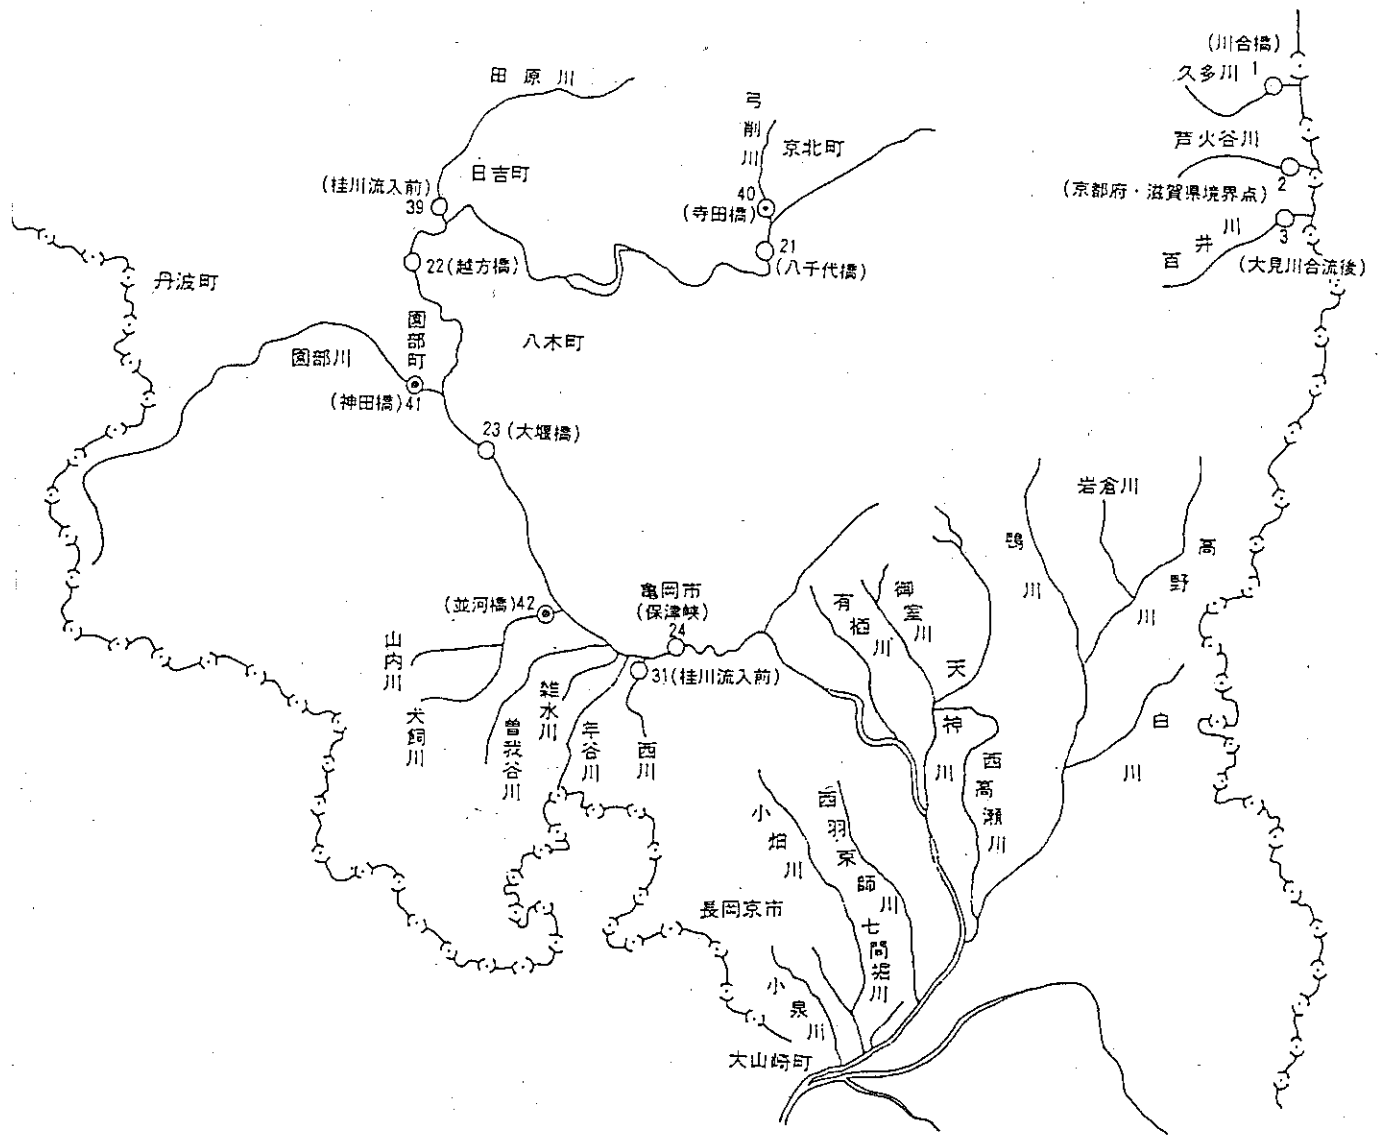 (川合橋)
久多川 1
田原川
弓削川
京北町
芦火谷川
2
(京都府・滋賀県境界点)
日吉町
(桂川流入前)
39
40
(寺田橋)
21
(八千代橋)
百井川
3
(大見川合流後)
22(越方橋)
丹波町
園部町
八木町
園部川
(神田橋)41
23(大堰橋)
岩倉川
鴨川
高野川
亀岡市
(保津峡)
24
(並河橋)42
31(桂川流入前)
有栖川
御室川
天神川
山内川
犬飼川
曽我谷川
雑水川
年谷川
西川
白川
西高瀬川
小畑川
西羽束師川
七間堀川
長岡京市
小泉川
大山崎町